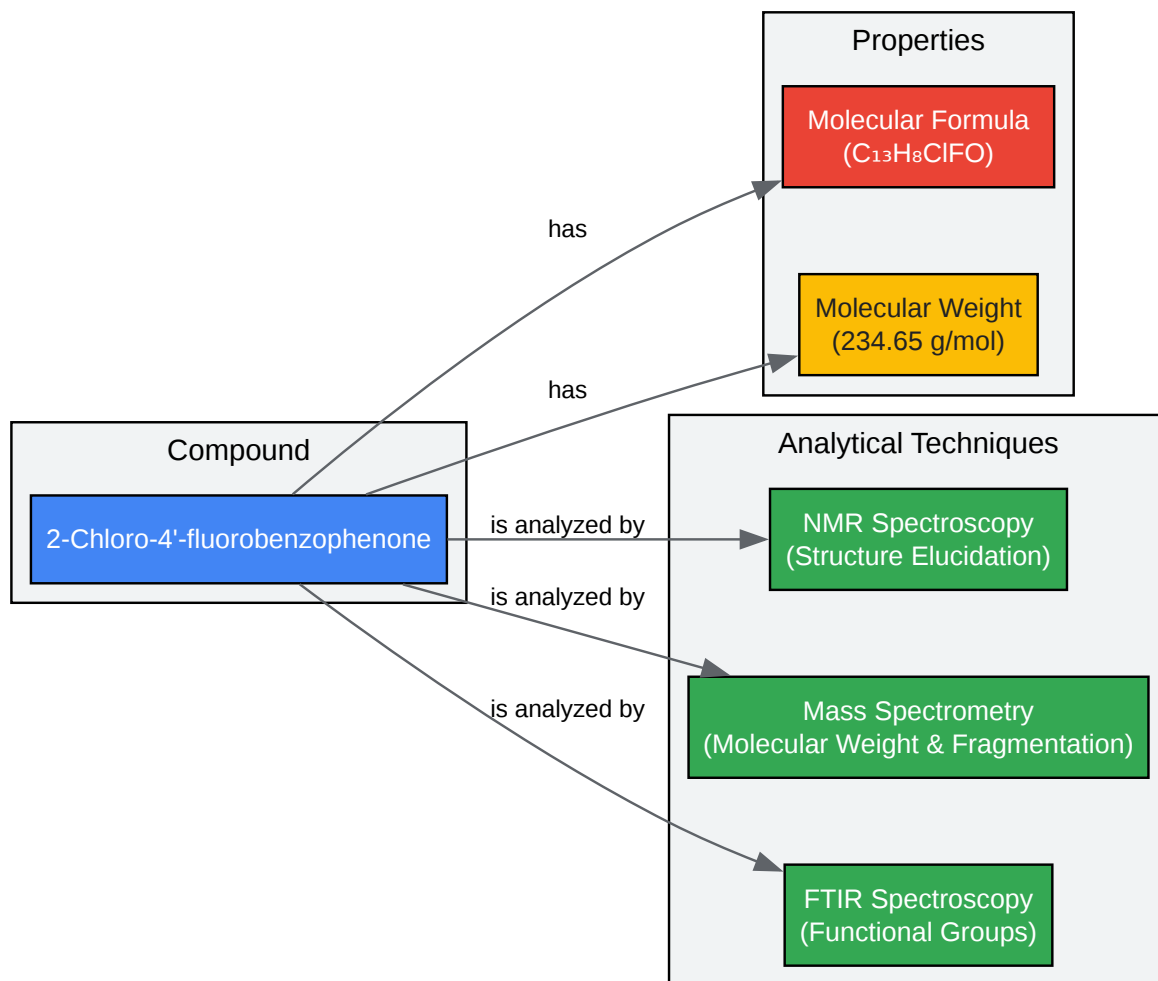 Properties
Molecular Formula
(C₁₃H₈ClFO)
has
Molecular Weight
(234.65 g/mol)
has
Compound
2-Chloro-4'-fluorobenzophenone
Analytical Techniques
is analyzed by
NMR Spectroscopy
(Structure Elucidation)
is analyzed by
Mass Spectrometry
(Molecular Weight & Fragmentation)
is analyzed by
FTIR Spectroscopy
(Functional Groups)